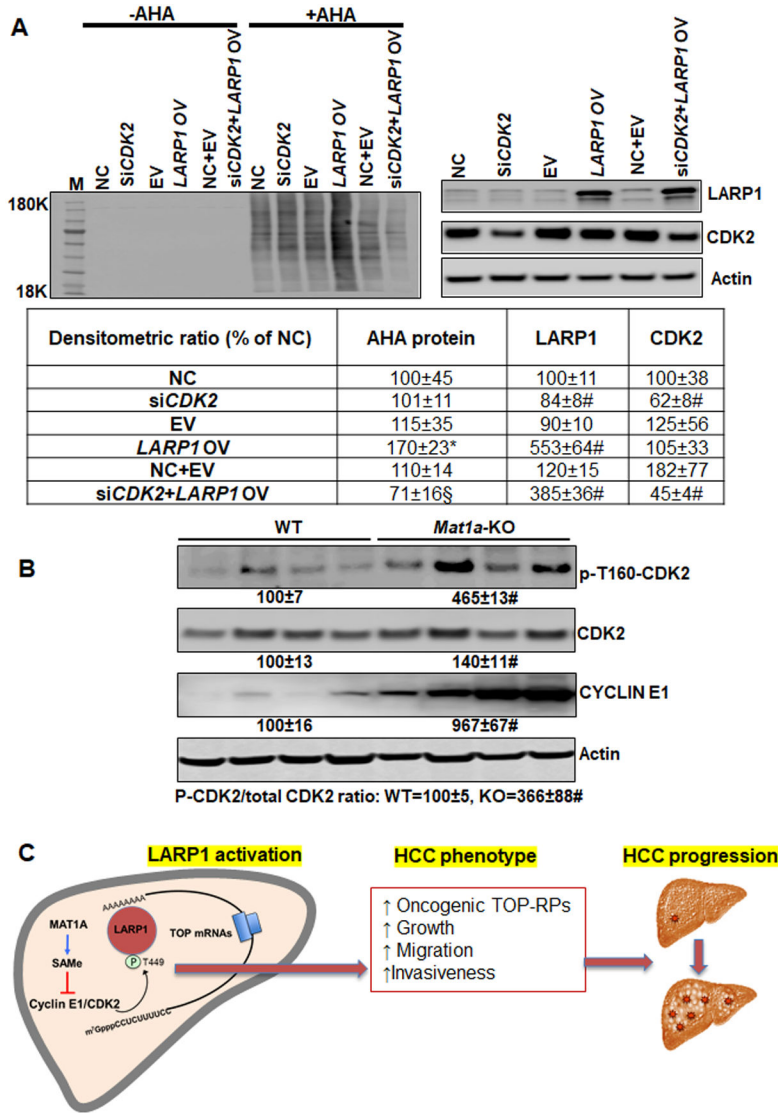 A
-AHA
+AHA
M
NC
SiCDK2
EV
LARP1 OV
NC+EV
siCDK2+LARP1 OV
NC
SiCDK2
EV
LARP1 OV
NC+EV
siCDK2+LARP1 OV
NC
SiCDK2
EV
LARP1 OV
NC+EV
siCDK2+LARP1 OV
180K
18K
LARP1
CDK2
Actin
Densitometric ratio (% of NC) AHA protein LARP1 CDK2
NC 100±45 100±11 100±38
siCDK2 101±11 84±8# 62±8#
EV 115±35 90±10 125±56
LARP1 OV 170±23* 553±64# 105±33
NC+EV 110±14 120±15 182±77
siCDK2+LARP1 OV 71±16§ 385±36# 45±4#
B
WT
Mat1a-KO
p-T160-CDK2
100±7 465±13#
CDK2
100±13 140±11#
CYCLIN E1
100±16 967±67#
Actin
P-CDK2/total CDK2 ratio: WT=100±5, KO=366±88#
C
LARP1 activation
HCC phenotype
HCC progression
AAAAAAAA
MAT1A
LARP1
TOP mRNAs
P T449
SAMe
Cyclin E1/CDK2
m⁷GpppCCUCUUUUCC
↑ Oncogenic TOP-RPs
↑ Growth
↑ Migration
↑Invasiveness